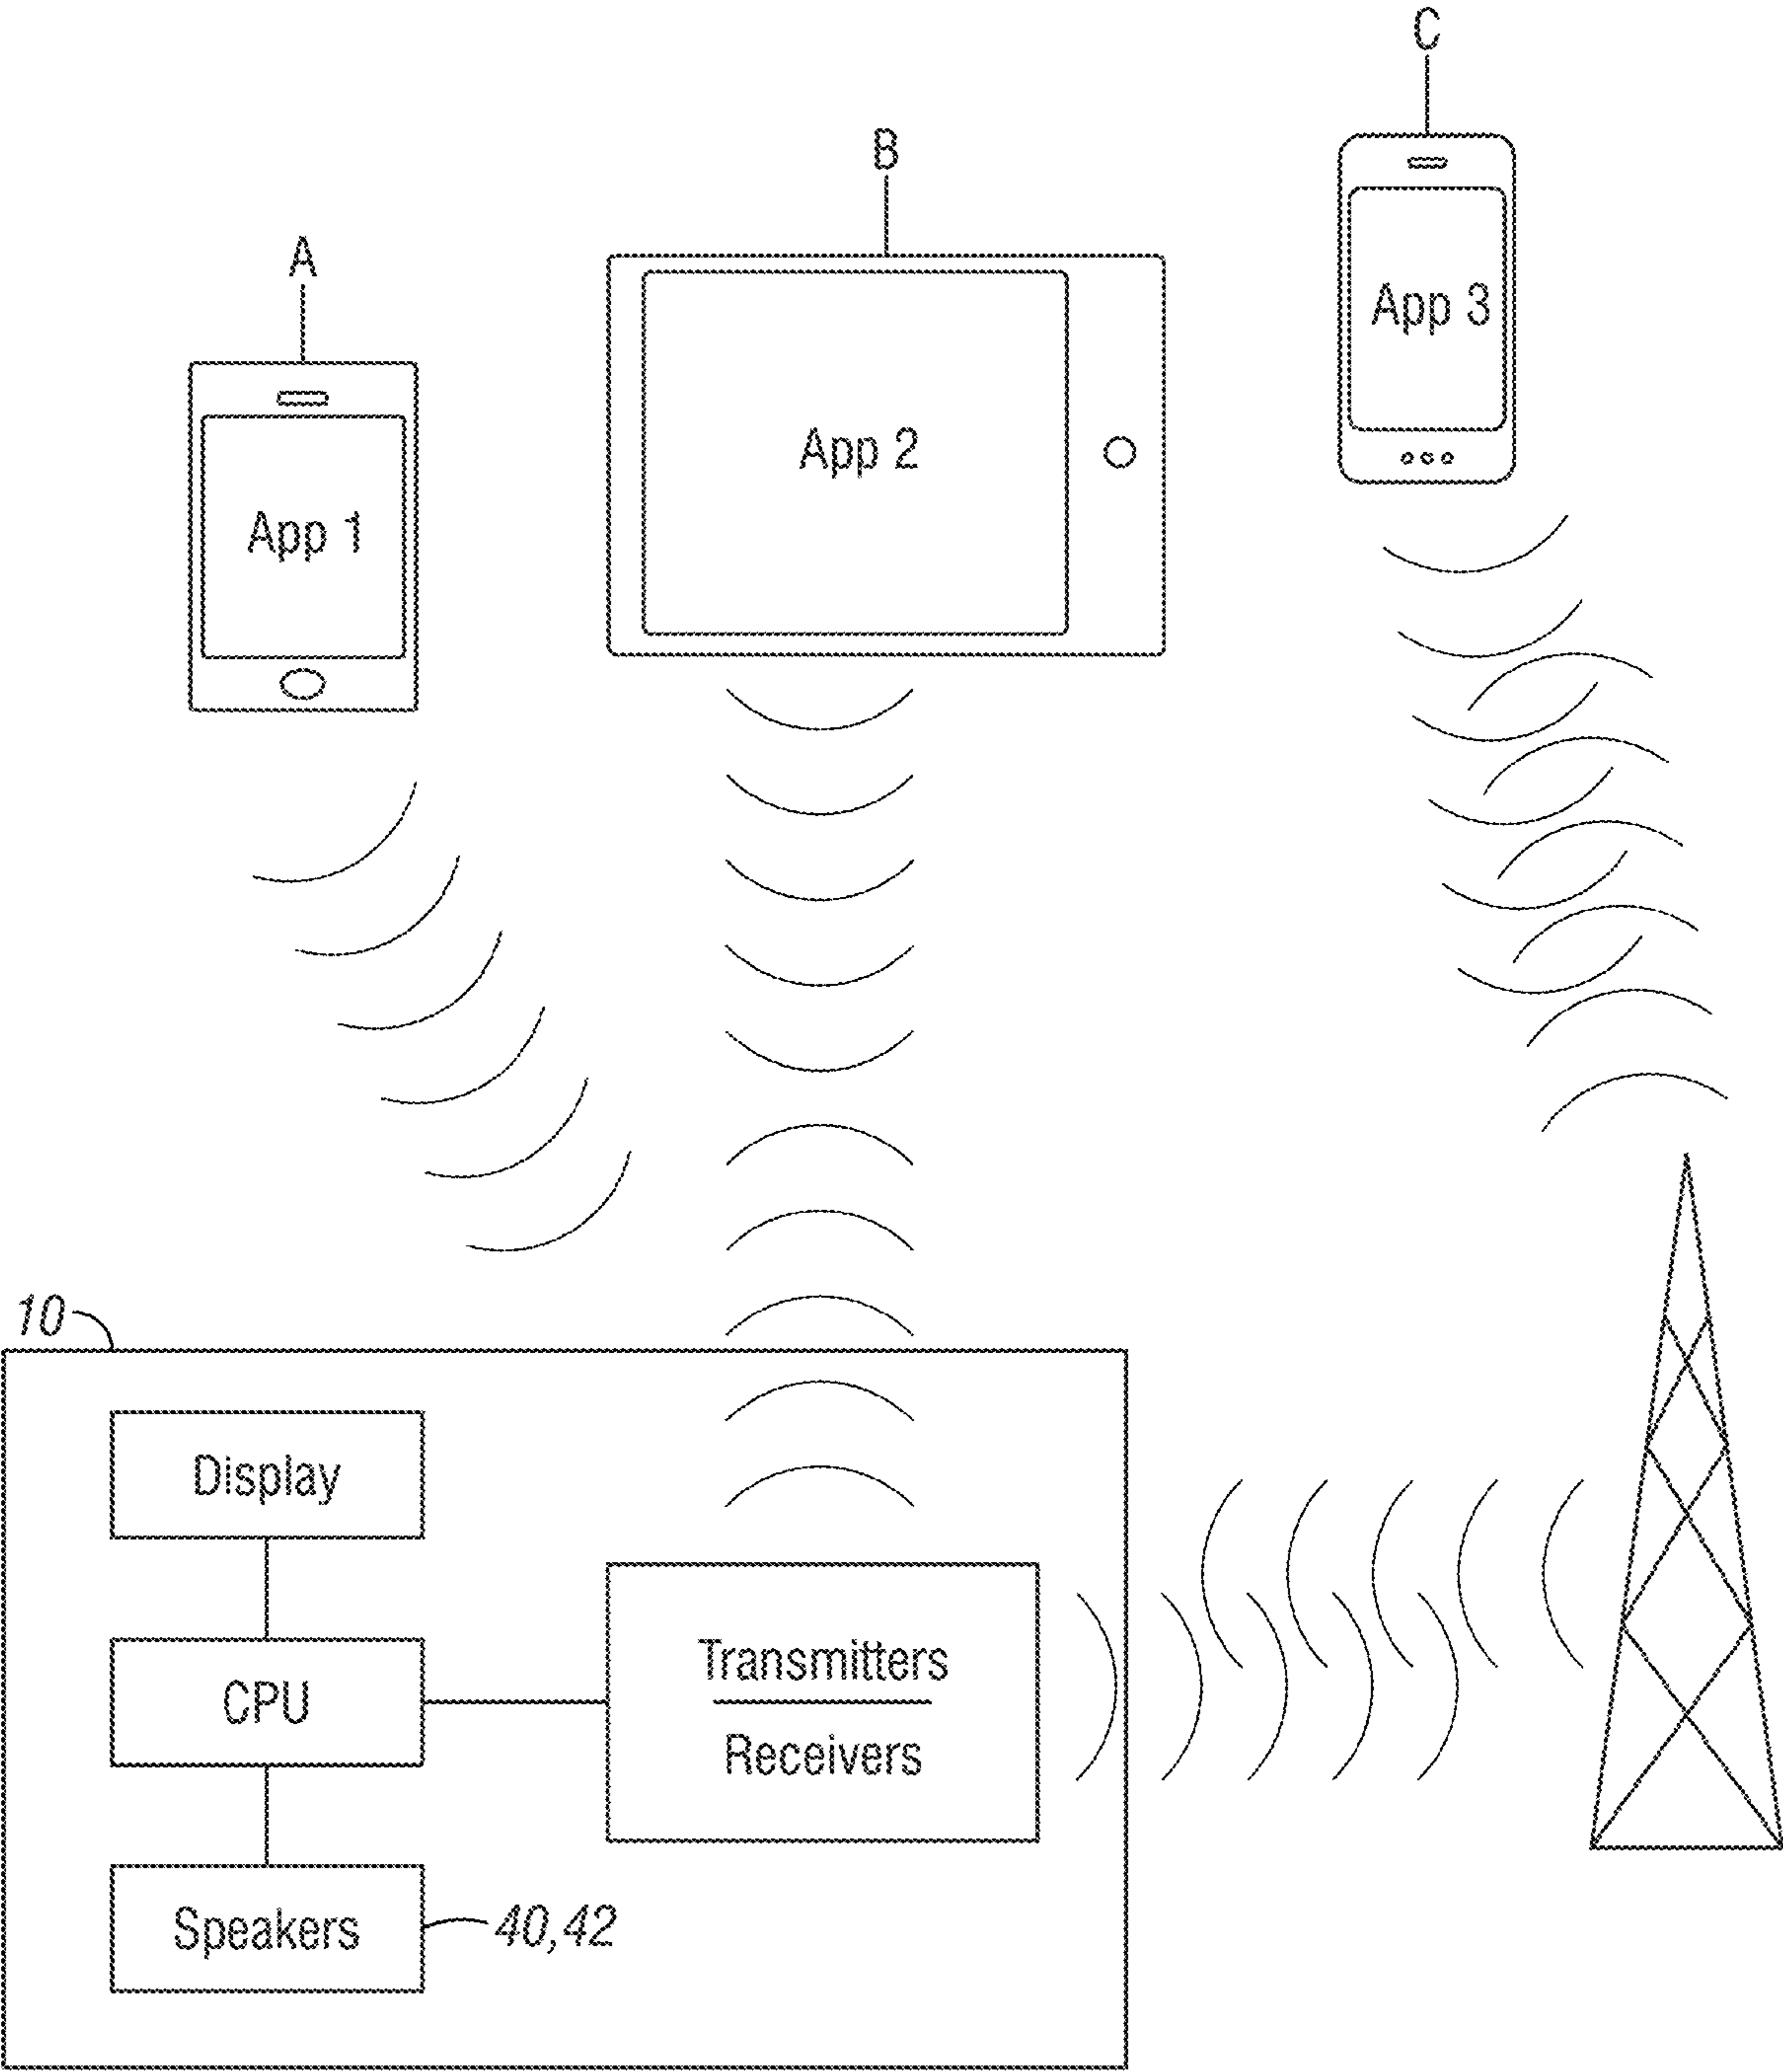 C
B
A
App 3
App 2
App 1
10
Display
Transmitters
CPU
Receivers
Speakers
40,42